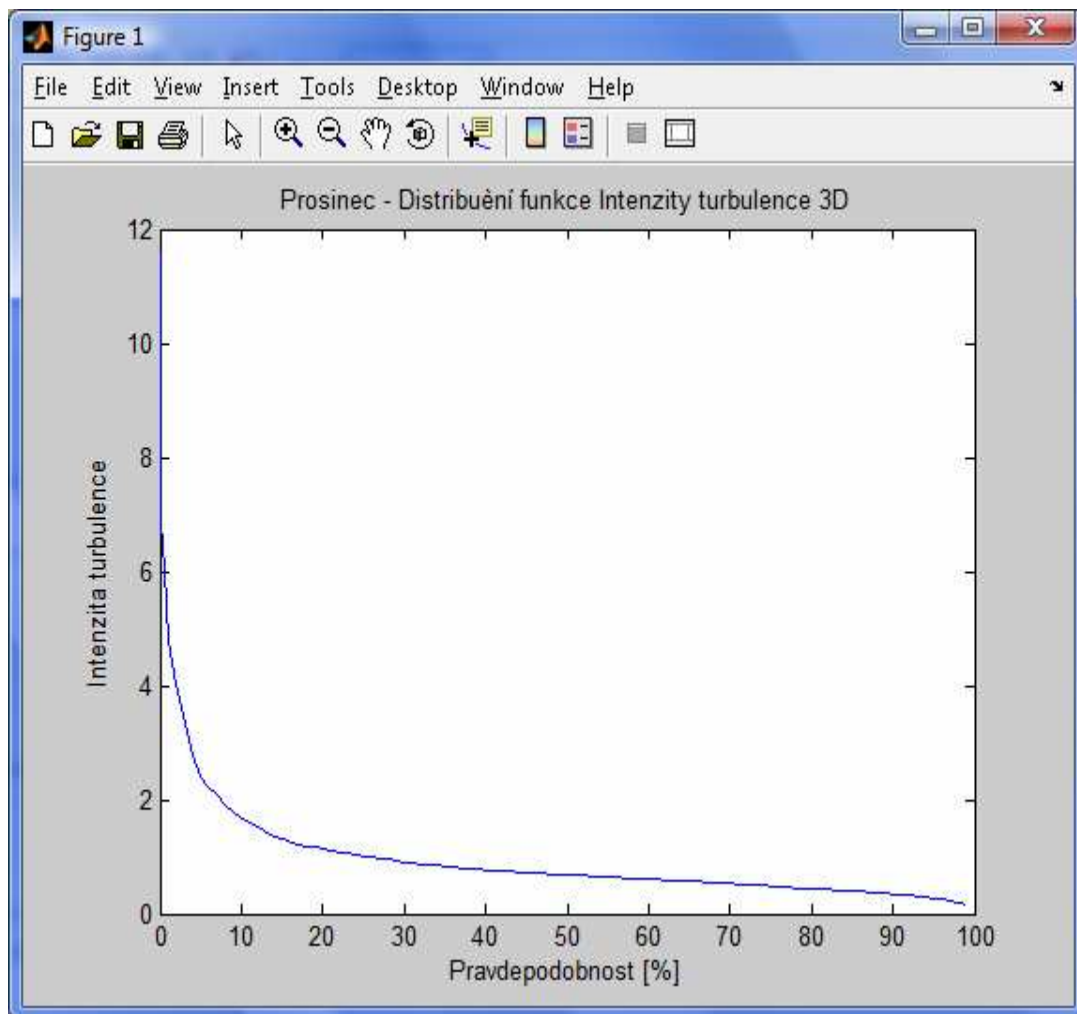 Figure 1
File Edit View Insert Tools Desktop Window Help
Prosinec - Distribuèní funkce Intenzity turbulence 3D
12
10
8
6
4
2
0
Intenzita turbulence
0 10 20 30 40 50 60 70 80 90 100
Pravdepodobnost [%]